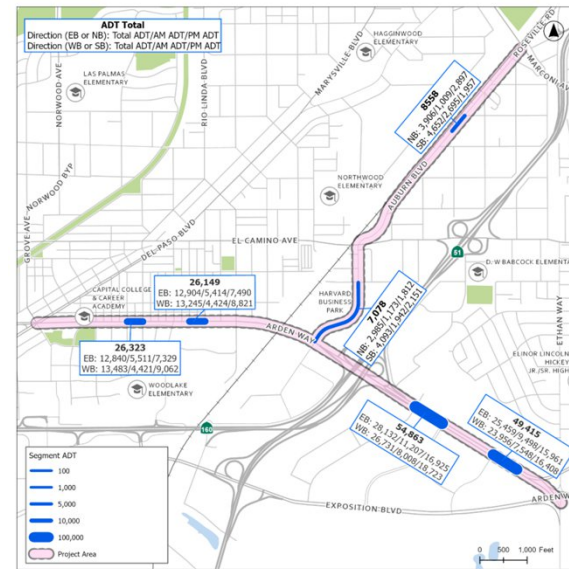 ADT Total
Direction (EB or NB): Total ADT/AM ADT/PM ADT
Direction (WB or SB): Total ADT/AM ADT/PM ADT
HAGGINWOOD
ELEMENTARY
ROSEVILLE RD
MARCONI AV
NORWOOD AVE
LAS PALMAS
ELEMENTARY
RIO LINDA BLVD
MARYSVILLE BLVD
8558
NB: 3,906/1,009/2,897
SB: 4,652/2,695/1,957
NORWOOD BYP
NORTHWOOD
ELEMENTARY
AUBURN BLVD
GROVE AVE
DEL PASO BLVD
EL CAMINO AVE
51
D. W BABCOCK ELEMENTA
CAPITAL COLLEGE
& CAREER
ACADEMY
26,149
EB: 12,904/5,414/7,490
WB: 13,245/4,424/8,821
HARVARD
BUSINESS
PARK
7,078
NB: 2,985/1,173/1,812
SB: 4,093/1,942/2,151
ETHAN WAY
ARDEN WAY
26,323
EB: 12,840/5,511/7,329
WB: 13,483/4,421/9,062
ELINOR LINCOLN
HICKEY
JR./SR. HIGH
WOODLAKE
ELEMENTARY
160
54,863
EB: 28,132/11,207/16,925
WB: 26,731/8,008/18,723
49,415
EB: 25,459/9,498/15,961
WB: 23,956/7,548/16,408
Segment ADT
100
1,000
5,000
10,000
100,000
Project Area
EXPOSITION BLVD
ARDEN W
0 500 1,000 Feet